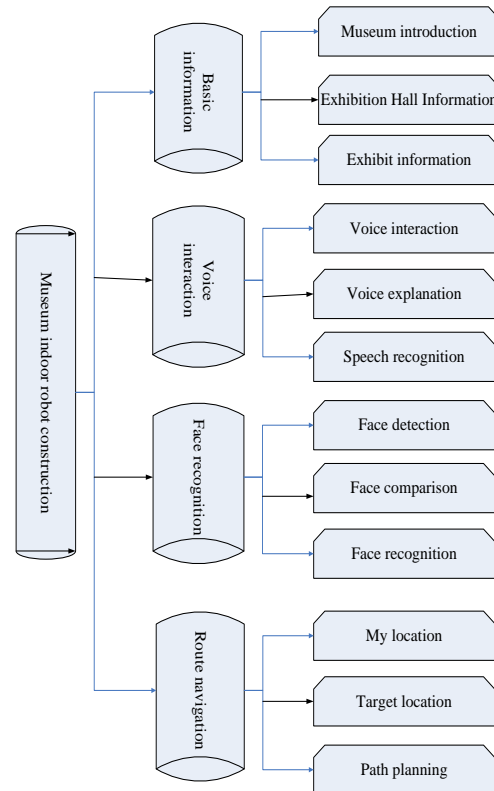 Museum indoor robot construction
Basic
information
Museum introduction
Exhibition Hall Information
Exhibit information
Voice
interaction
Voice interaction
Voice explanation
Speech recognition
Face recognition
Face detection
Face comparison
Face recognition
Route navigation
My location
Target location
Path planning